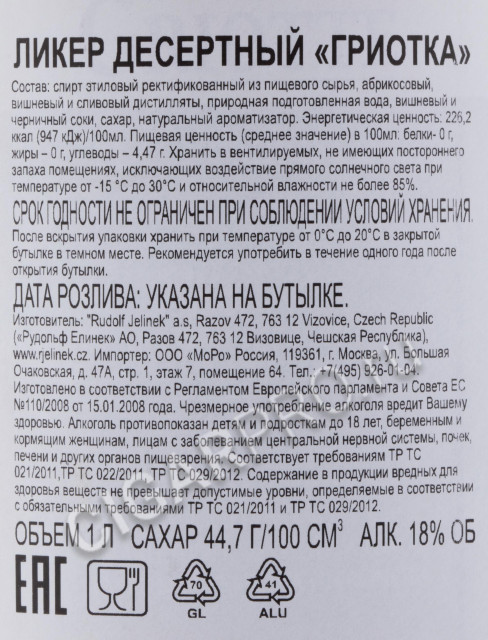 ЛИКЕР ДЕСЕРТНЫЙ «ГРИОТКА»
Состав: спирт этиловый ректификованный из пищевого сырья, абрикосовый,
вишневый и сливовый дистилляты, природная подготовленная вода, вишневый и
черничный соки, сахар, натуральный ароматизатор. Энергетическая ценность: 226,2
ккал (947 кДж)/100мл. Пищевая ценность (среднее значение) в 100мл: белки- 0 г,
жиры – 0 г, углеводы – 4,47 г. Хранить в вентилируемых, не имеющих постороннего
запаха помещениях, исключающих воздействие прямого солнечного света при
температуре от -15 °C до 30°C и относительной влажности не более 85%.
СРОК ГОДНОСТИ НЕ ОГРАНИЧЕН ПРИ СОБЛЮДЕНИИ УСЛОВИЙ ХРАНЕНИЯ.
После вскрытия упаковки хранить при температуре от 0°C до 20°C в закрытой
бутылке в темном месте. Рекомендуется употребить в течение одного года после
открытия бутылки.
ДАТА РОЗЛИВА: УКАЗАНА НА БУТЫЛКЕ.
Изготовитель: "Rudolf Jelinek" a.s, Razov 472, 763 12 Vizovice, Czech Republic
(«Рудольф Елинек» АО, Разов 472, 763 12 Визовице, Чешская Республика),
www.rjelinek.cz. Импортер: ООО «МоРо» Россия, 119361, г. Москва, ул. Большая
Очаковская, д. 47А, стр. 1, этаж 7, помещение 64. Тел. +7(495) 926-01-04.
Изготовлено в соответствии с Регламентом Европейского парламента и Совета ЕС
№110/2008 от 15.01.2008 года. Чрезмерное потребление алкоголя вредит Вашему
здоровью. Алкоголь противопоказан детям и подросткам до 18 лет, беременным и
кормящим женщинам, лицам с заболеваниями центральной нервной системы, почек,
печени и других органов пищеварения. Соответствует требованиям ТР ТС
021/2011,ТР ТС 022/2011, ТР ТС 029/2012. Содержание в продукции вредных для
здоровья веществ не превышает допустимые уровни, определяемые в соответствии
с обязательными требованиями ТР ТС 021/2011 и ТР ТС 029/2012.
ОБЪЕМ 1 Л САХАР 44,7 Г/100 СМ³ АЛК. 18% ОБ
EAC
70
GL
41
ALU
CIGARPRO.ru